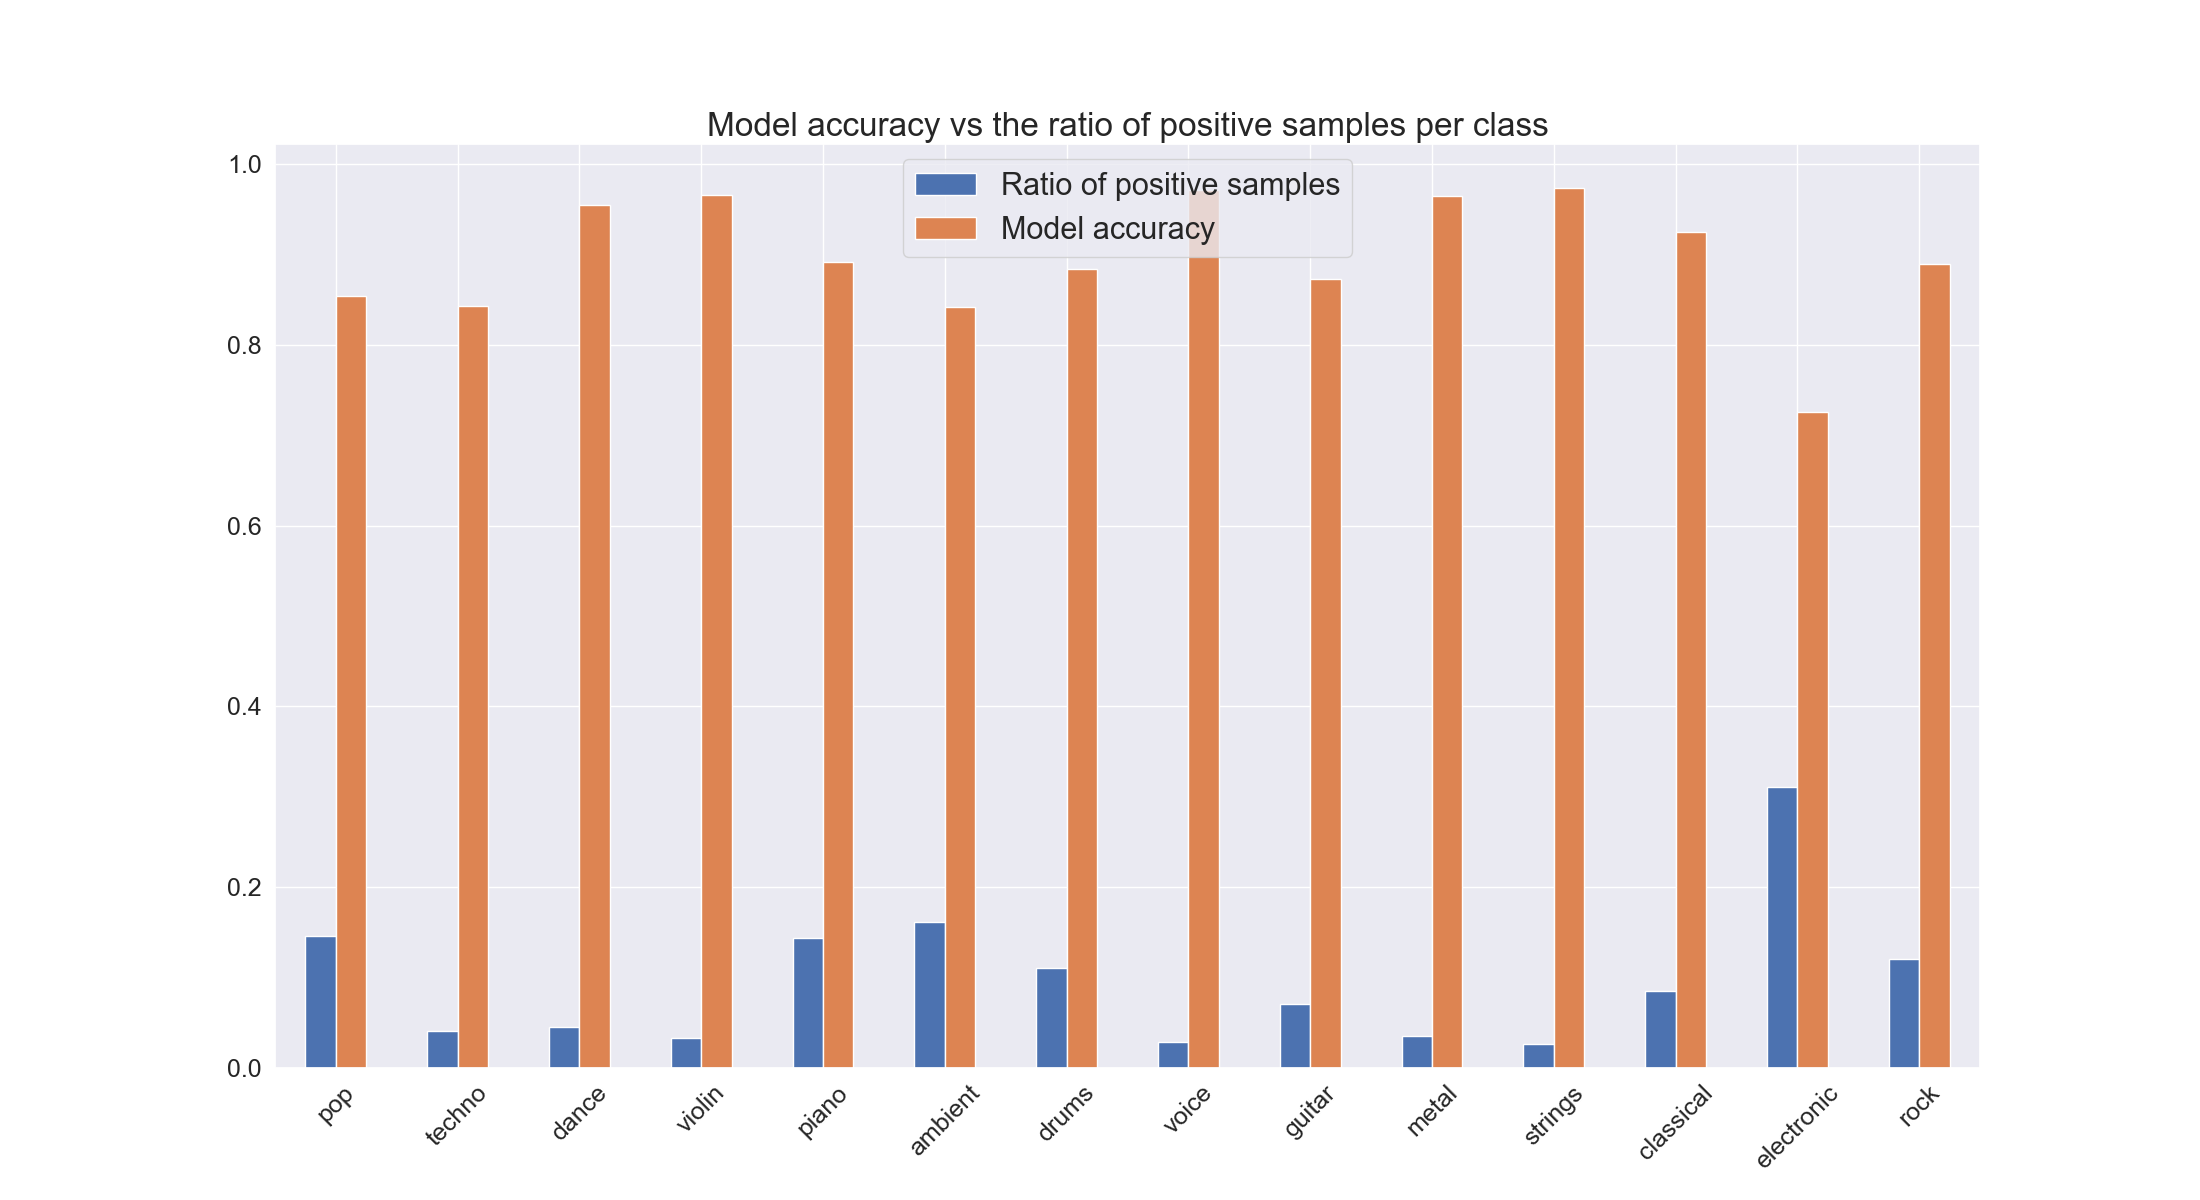 Model accuracy vs the ratio of positive samples per class
Ratio of positive samples
Model accuracy
1.0
0.8
0.6
0.4
0.2
0.0
pop
techno
dance
violin
piano
ambient
drums
voice
guitar
metal
strings
classical
electronic
rock